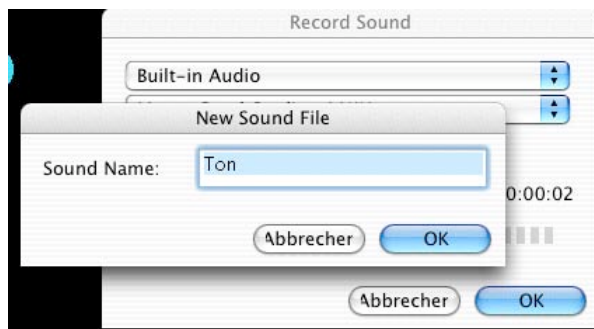 Record Sound
Built-in Audio
New Sound File
Sound Name:
Ton
0:00:02
Abbrecher
OK
Abbrecher
OK